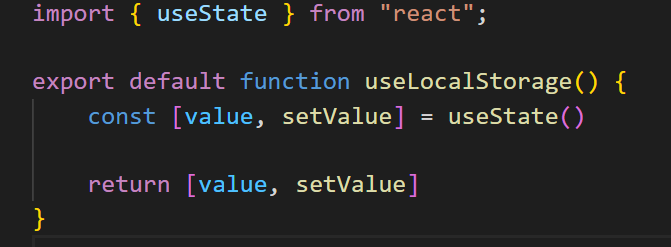 import { useState } from "react";
export default function useLocalStorage() {
const [value, setValue] = useState()
return [value, setValue]
}